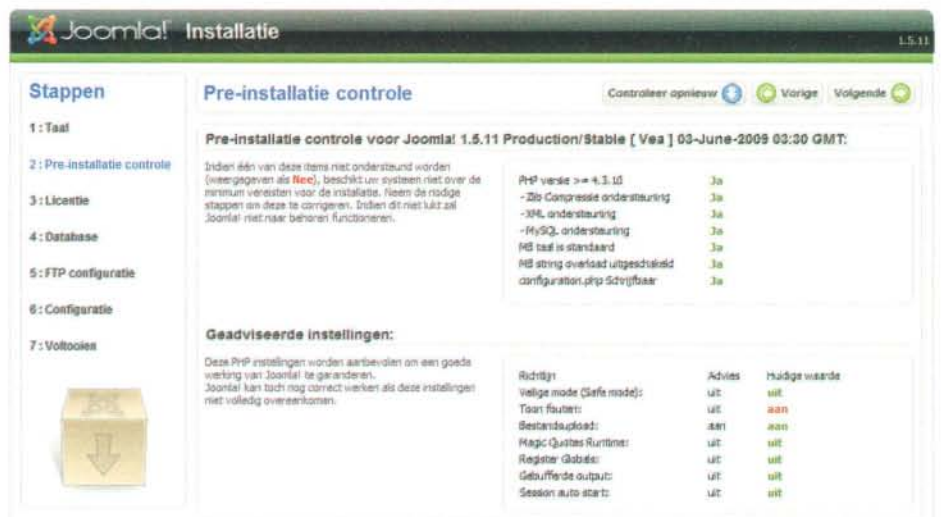 Joomla! Installatie
1.5.11
Stappen
1 : Taal
2 : Pre-installatie controle
3 : Licentie
4 : Database
5 : FTP configuratie
6 : Configuratie
7 : Voltooien
Pre-installatie controle
Controleer opnieuw Vorige Volgende
Pre-installatie controle voor Joomla! 1.5.11 Production/Stable [ Vea ] 03-June-2009 03:30 GMT:
Indien één van deze items niet ondersteund worden
(weergegeven als Nee), beschikt uw systeem niet over de
minimum vereisten voor de installatie. Neem de nodige
stappen om deze te corrigeren. Indien dit niet lukt zal
Joomla! niet naar behoren functioneren.
PHP versie >= 4.3.10 Ja
- Zlib Compressie ondersteuning Ja
- XML ondersteuning Ja
- MySQL ondersteuning Ja
MB taal is standaard Ja
MB string overload uitgeschakeld Ja
configuration.php Schrijfbaar Ja
Geadviseerde instellingen:
Deze PHP instellingen worden aanbevolen om een goede
werking van Joomla! te garanderen.
Joomla! kan toch nog correct werken als deze instellingen
niet volledig overeenkomen.
Richtlijn Advies Huidige waarde
Veilige mode (Safe mode): uit uit
Toon fouten: uit aan
Bestandsupload: aan aan
Magic Quotes Runtime: uit uit
Register Globals: uit uit
Gebufferde output: uit uit
Session auto start: uit uit